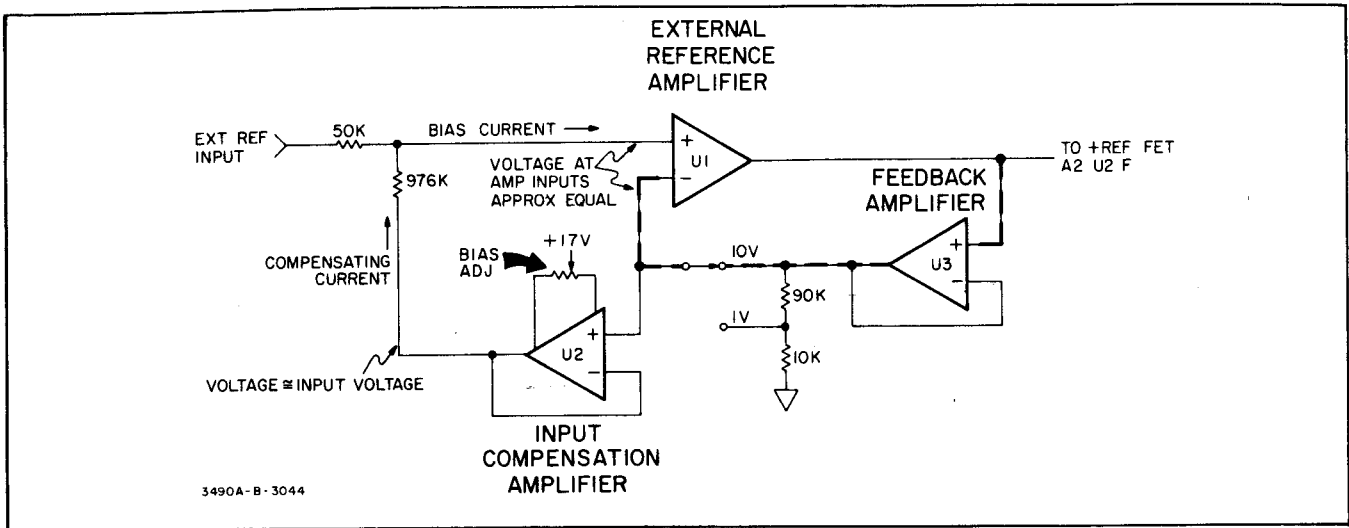 EXTERNAL
REFERENCE
AMPLIFIER
EXT REF
INPUT
50K
BIAS CURRENT →
+
U1
−
TO +REF FET
A2 U2 F
976K
VOLTAGE AT
AMP INPUTS
APPROX EQUAL
FEEDBACK
AMPLIFIER
+
U3
−
COMPENSATING
CURRENT
BIAS
ADJ
+17V
10V
90K
1V
10K
+
U2
−
VOLTAGE ≅ INPUT VOLTAGE
INPUT
COMPENSATION
AMPLIFIER
3490A-B-3044